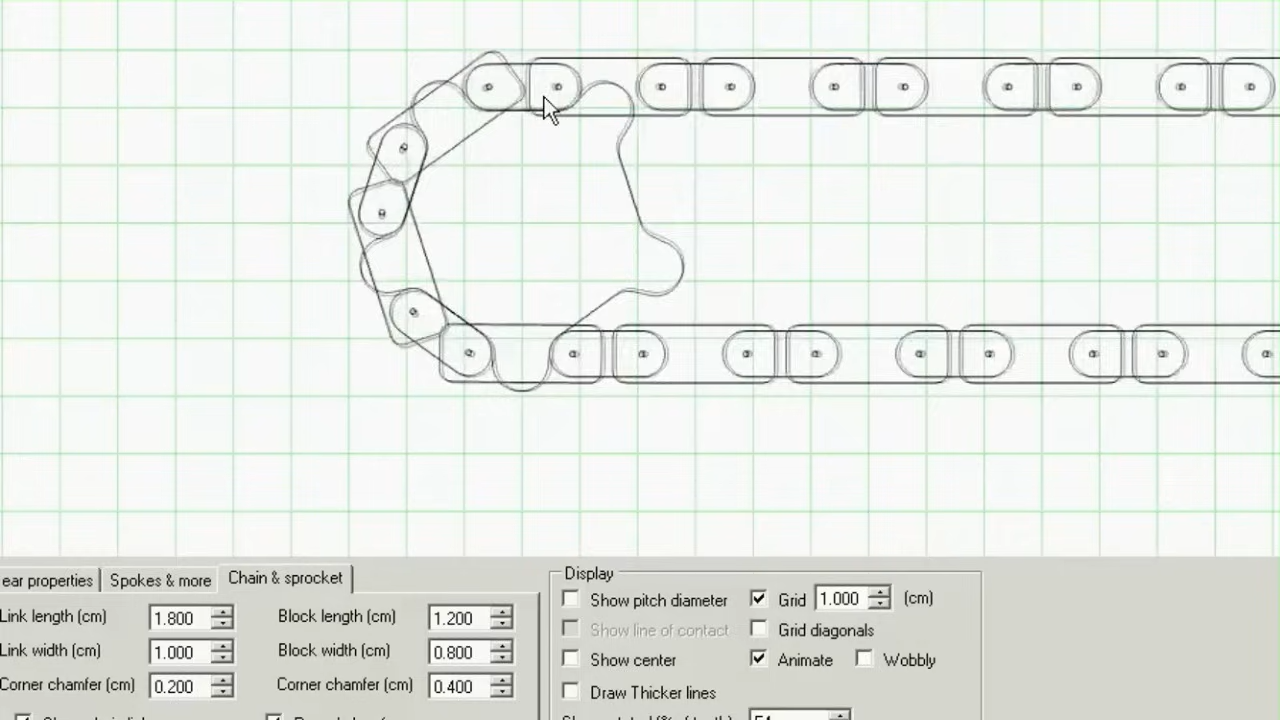 ear properties Spokes & more Chain & sprocket
Link length (cm) 1.800 Block length (cm) 1.200
Link width (cm) 1.000 Block width (cm) 0.800
Corner chamfer (cm) 0.200 Corner chamfer (cm) 0.400
Display
Show pitch diameter Grid 1.000 (cm)
Show line of contact Grid diagonals
Show center Animate Wobbly
Draw Thicker lines